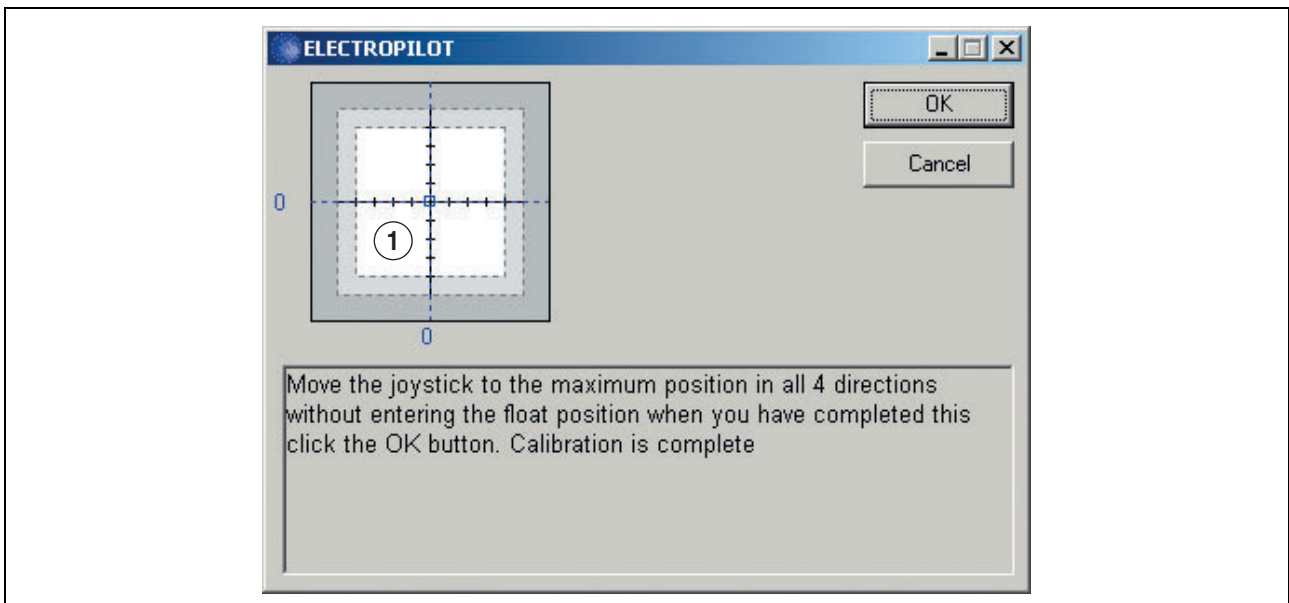 ELECTROPILOT
OK
Cancel
0
1
0
Move the joystick to the maximum position in all 4 directions
without entering the float position when you have completed this
click the OK button. Calibration is complete